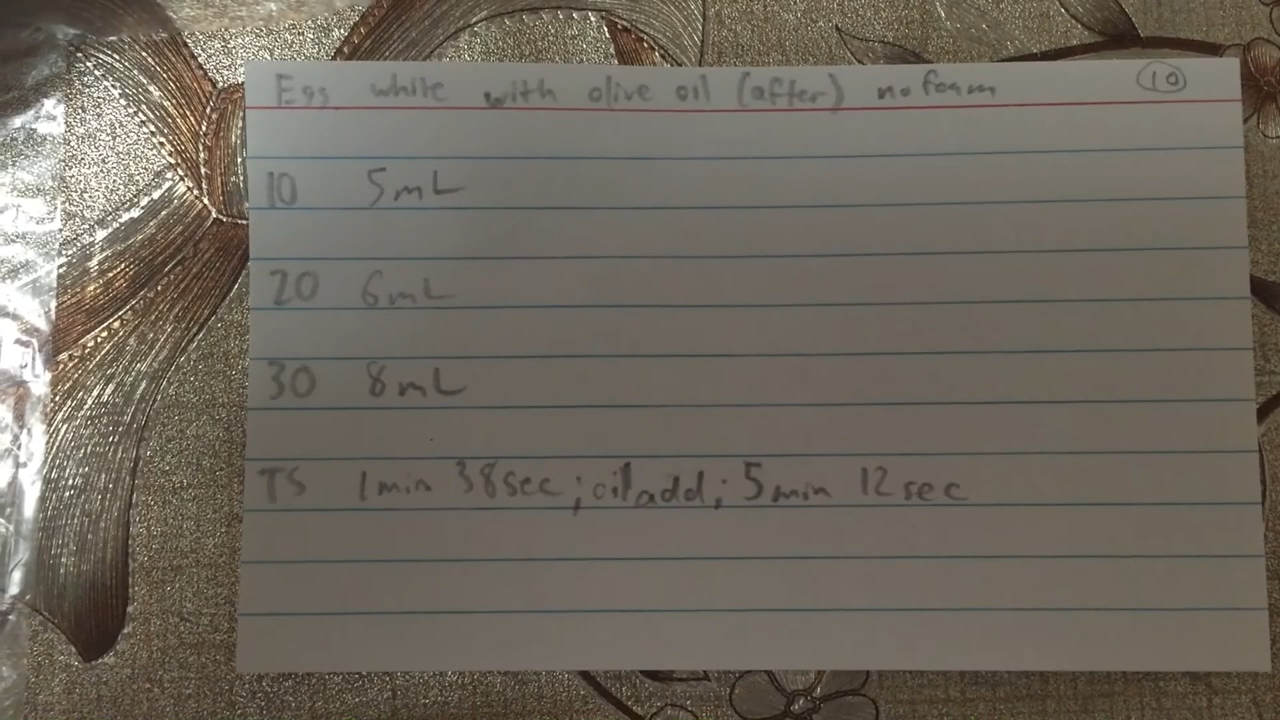 Egg white with olive oil (after) no foam 10
10 5mL
20 6mL
30 8mL
TS 1min 38sec; oil add; 5min 12sec